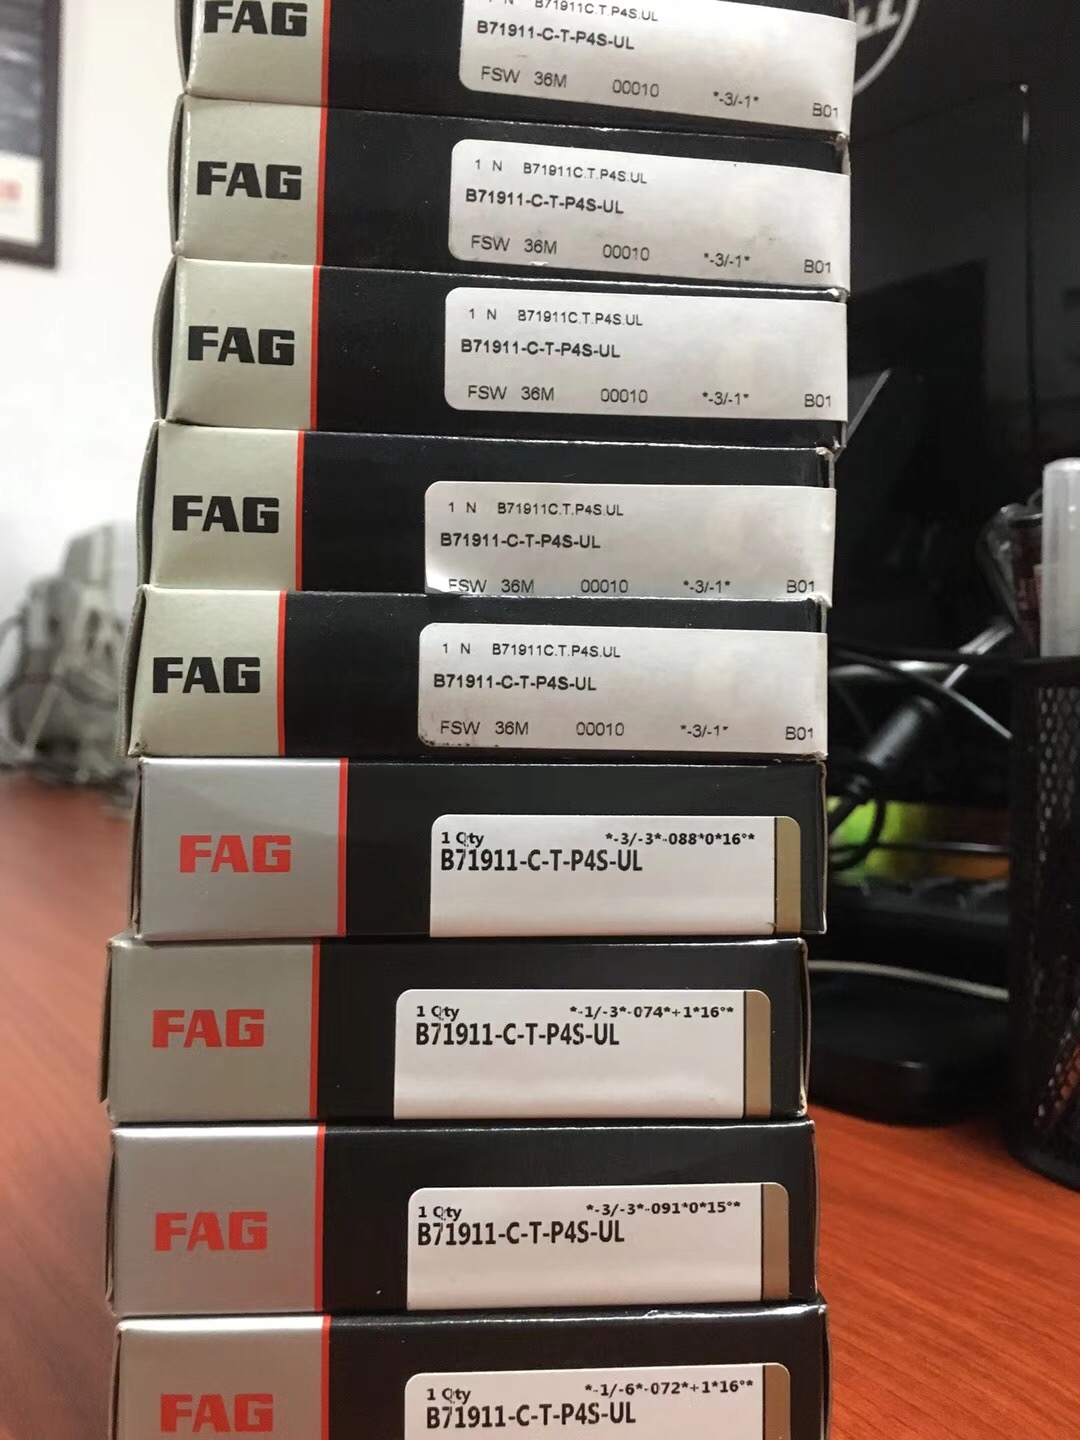 FAG
1 N B71911C.T.P4S.UL
B71911-C-T-P4S-UL
FSW 36M 00010 *-3/-1* B01
FAG
1 N B71911C.T.P4S.UL
B71911-C-T-P4S-UL
FSW 36M 00010 *-3/-1* B01
FAG
1 N B71911C.T.P4S.UL
B71911-C-T-P4S-UL
FSW 36M 00010 *-3/-1* B01
FAG
1 N B71911C.T.P4S.UL
B71911-C-T-P4S-UL
FSW 36M 00010 *-3/-1* B01
FAG
1 N B71911C.T.P4S.UL
B71911-C-T-P4S-UL
FSW 36M 00010 *-3/-1* B01
FAG
1 Qty *-3/-3*-088*0*16°*
B71911-C-T-P4S-UL
FAG
1 Qty *-1/-3*-074*+1*16°*
B71911-C-T-P4S-UL
FAG
1 Qty *-3/-3*-091*0*15°*
B71911-C-T-P4S-UL
FAG
1 Qty *-1/-6*-072*+1*16°*
B71911-C-T-P4S-UL